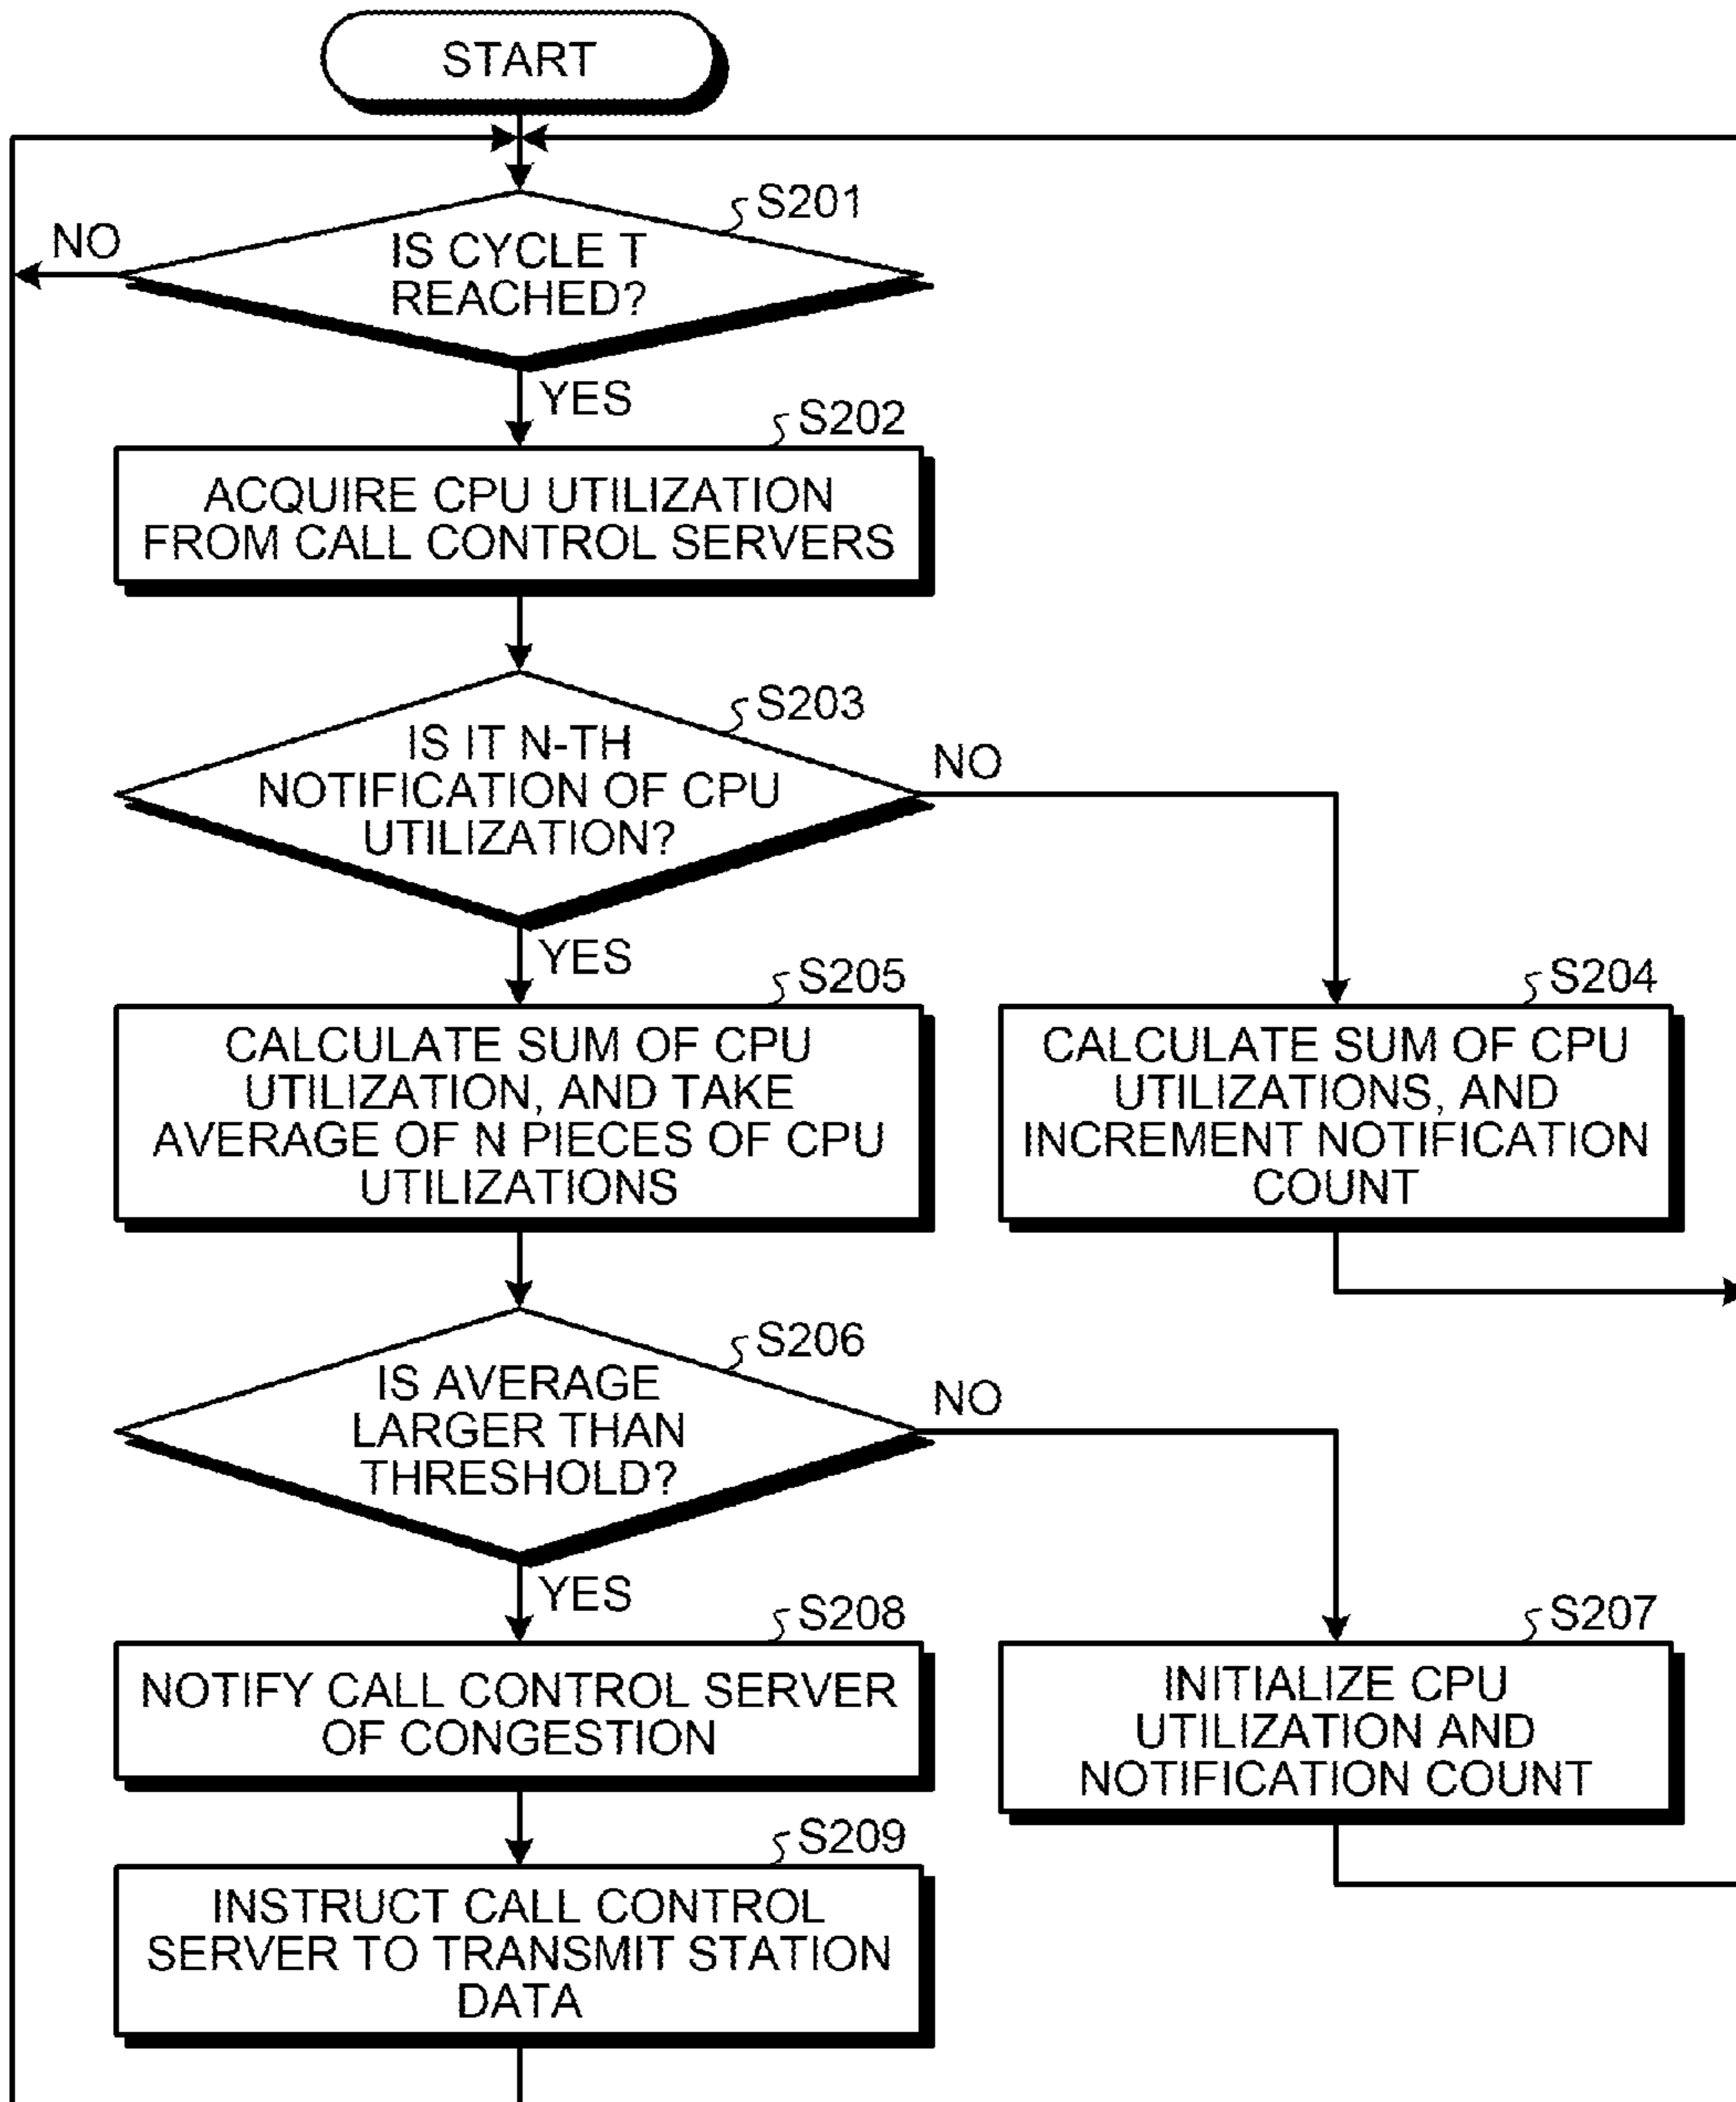 START
S201
NO
IS CYCLE T
REACHED?
YES
S202
ACQUIRE CPU UTILIZATION
FROM CALL CONTROL SERVERS
S203
IS IT N-TH
NOTIFICATION OF CPU
UTILIZATION?
NO
YES
S205
CALCULATE SUM OF CPU
UTILIZATION, AND TAKE
AVERAGE OF N PIECES OF CPU
UTILIZATIONS
S204
CALCULATE SUM OF CPU
UTILIZATIONS, AND
INCREMENT NOTIFICATION
COUNT
S206
IS AVERAGE
LARGER THAN
THRESHOLD?
NO
YES
S208
NOTIFY CALL CONTROL SERVER
OF CONGESTION
S207
INITIALIZE CPU
UTILIZATION AND
NOTIFICATION COUNT
S209
INSTRUCT CALL CONTROL
SERVER TO TRANSMIT STATION
DATA